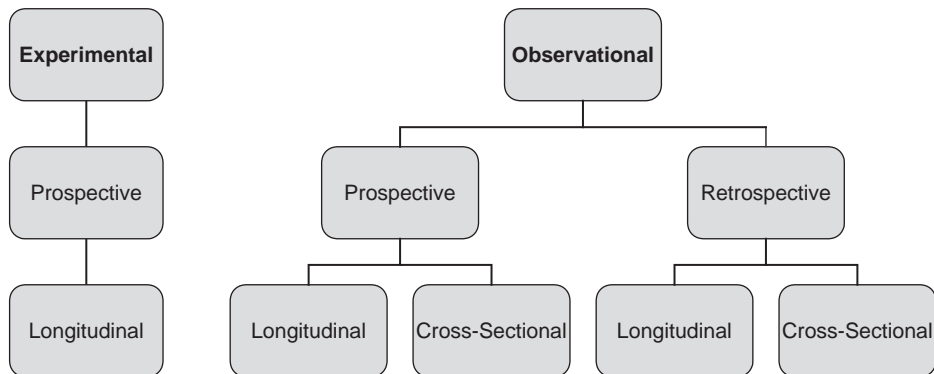 Experimental
Observational
Prospective
Prospective
Retrospective
Longitudinal
Longitudinal
Cross-Sectional
Longitudinal
Cross-Sectional